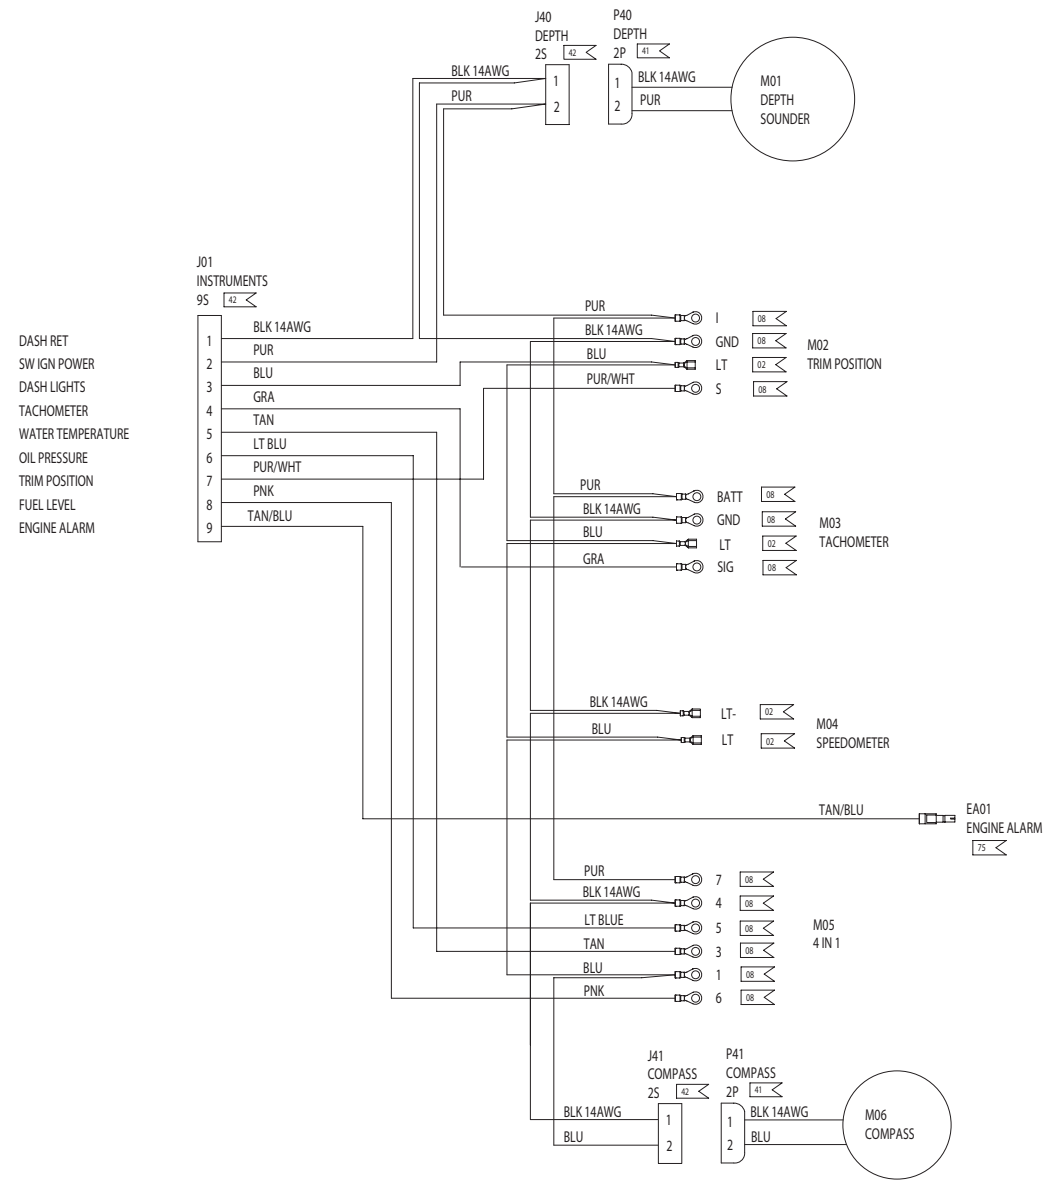 J40
DEPTH
2S 42
P40
DEPTH
2P 41
BLK 14AWG
PUR
1
2
1
2
BLK 14AWG
PUR
M01
DEPTH
SOUNDER
J01
INSTRUMENTS
9S 42
DASH RET 1 BLK 14AWG
SW IGN POWER 2 PUR
DASH LIGHTS 3 BLU
TACHOMETER 4 GRA
WATER TEMPERATURE 5 TAN
OIL PRESSURE 6 LT BLU
TRIM POSITION 7 PUR/WHT
FUEL LEVEL 8 PNK
ENGINE ALARM 9 TAN/BLU
PUR I 08
BLK 14AWG GND 08
BLU LT 02
PUR/WHT S 08
M02
TRIM POSITION
PUR BATT 08
BLK 14AWG GND 08
BLU LT 02
GRA SIG 08
M03
TACHOMETER
BLK 14AWG LT- 02
BLU LT 02
M04
SPEEDOMETER
TAN/BLU
EA01
ENGINE ALARM
75
PUR 7 08
BLK 14AWG 4 08
LT BLUE 5 08
TAN 3 08
BLU 1 08
PNK 6 08
M05
4 IN 1
J41
COMPASS
2S 42
P41
COMPASS
2P 41
BLK 14AWG
BLU
1
2
1
2
BLK 14AWG
BLU
M06
COMPASS